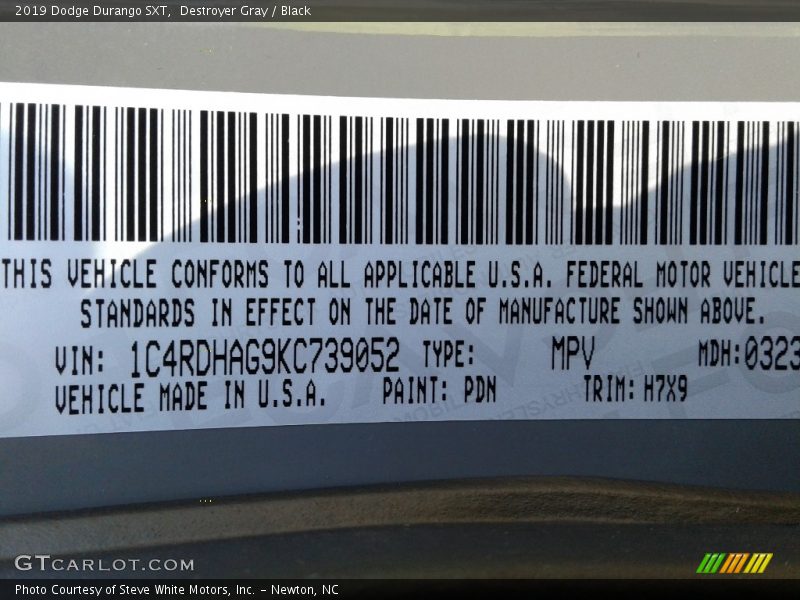 2019 Dodge Durango SXT,  Destroyer Gray / Black
THIS VEHICLE CONFORMS TO ALL APPLICABLE U.S.A. FEDERAL MOTOR VEHICLE
STANDARDS IN EFFECT ON THE DATE OF MANUFACTURE SHOWN ABOVE.
VIN: 1C4RDHAG9KC739052 TYPE: MPV MDH:0323
VEHICLE MADE IN U.S.A. PAINT: PDN TRIM: H7X9
GTCARLOT.COM
Photo Courtesy of Steve White Motors, Inc. – Newton, NC